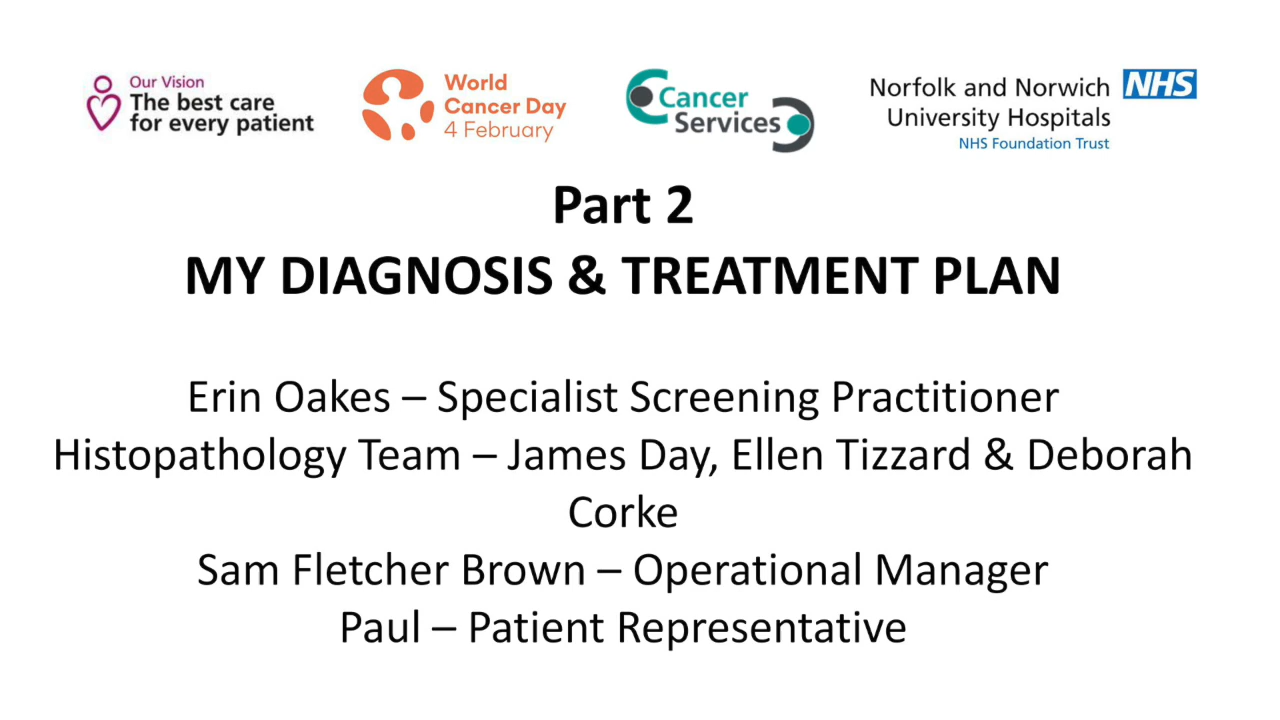 Our Vision
The best care
for every patient
World
Cancer Day
4 February
Cancer
Services
Norfolk and Norwich NHS
University Hospitals
NHS Foundation Trust
Part 2
MY DIAGNOSIS & TREATMENT PLAN
Erin Oakes – Specialist Screening Practitioner
Histopathology Team – James Day, Ellen Tizzard & Deborah
Corke
Sam Fletcher Brown – Operational Manager
Paul – Patient Representative